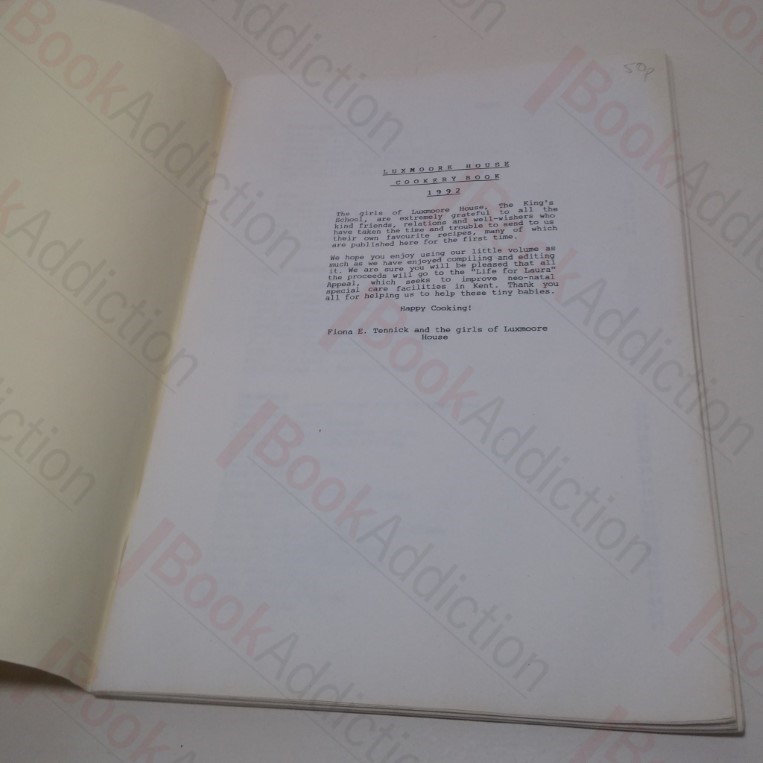 50p
LUXMOORE HOUSE
COOKERY BOOK
1992
The girls of Luxmoore House, The King's
School, are extremely grateful to all the
kind friends, relations and well-wishers who
have taken the time and trouble to send to us
their own favourite recipes, many of which
are published here for the first time.
We hope you enjoy using our little volume as
much as we have enjoyed compiling and editing
it. We are sure you will be pleased that all
the proceeds will go to the "Life for Laura"
Appeal, which seeks to improve neo-natal
special care facilities in Kent. Thank you
all for helping us to help these tiny babies.
Happy Cooking!
Fiona E. Tennick and the girls of Luxmoore
House
BookAddiction